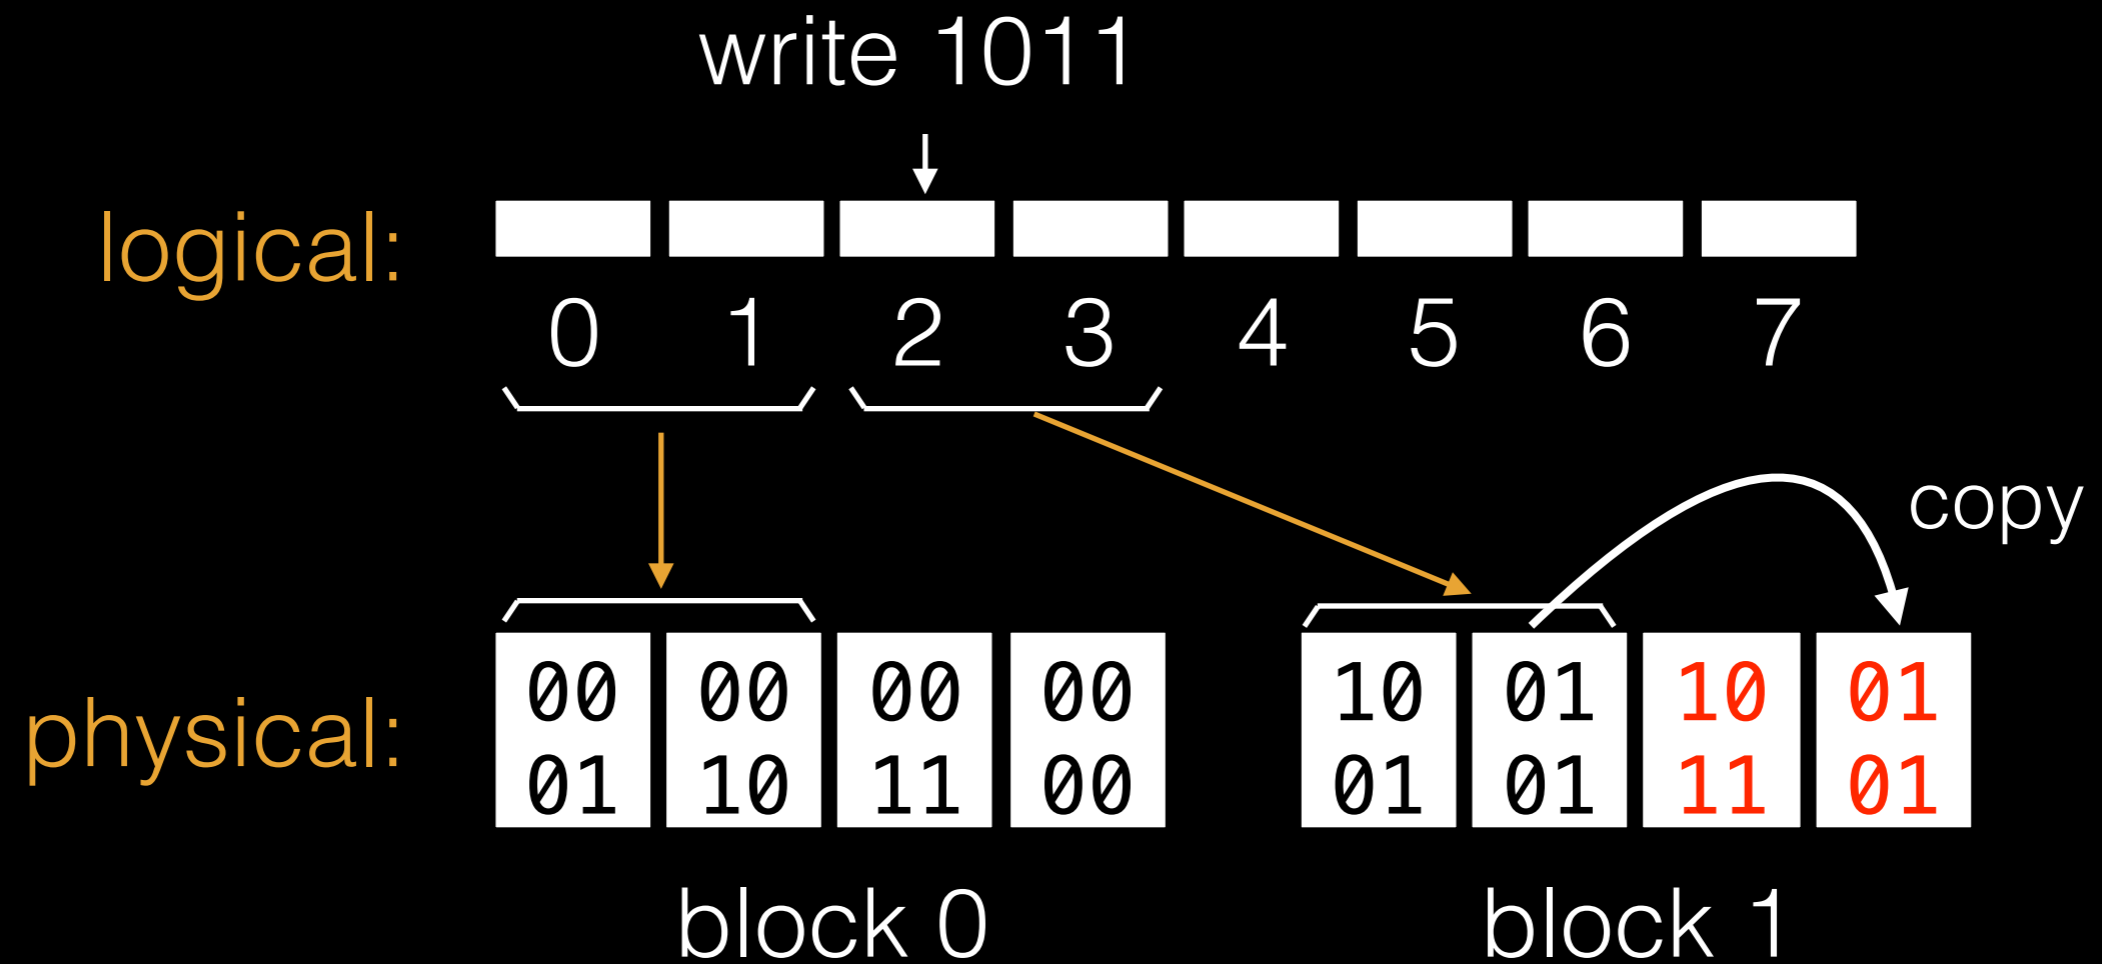 write 1011
logical:
0 1 2 3 4 5 6 7
copy
physical:
00 00 00 00 10 01 10 01
01 10 11 00 01 01 11 01
block 0 block 1